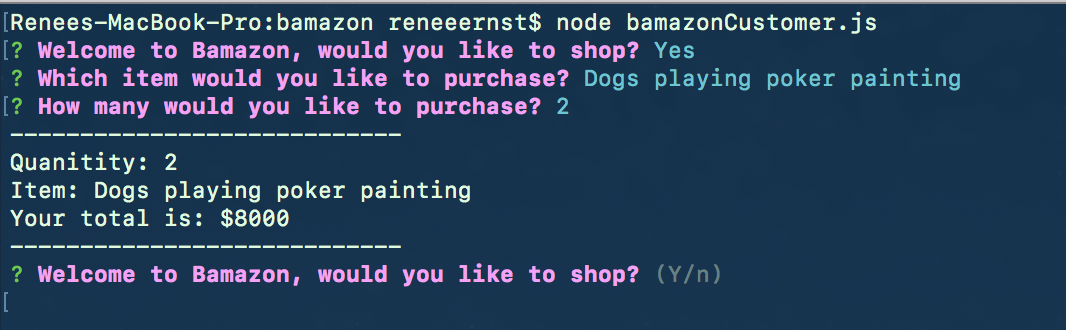 [Renees-MacBook-Pro:bamazon reneeernst$ node bamazonCustomer.js
[? Welcome to Bamazon, would you like to shop? Yes
? Which item would you like to purchase? Dogs playing poker painting
[? How many would you like to purchase? 2
----------------------------
Quanitity: 2
Item: Dogs playing poker painting
Your total is: $8000
----------------------------
? Welcome to Bamazon, would you like to shop? (Y/n)
[